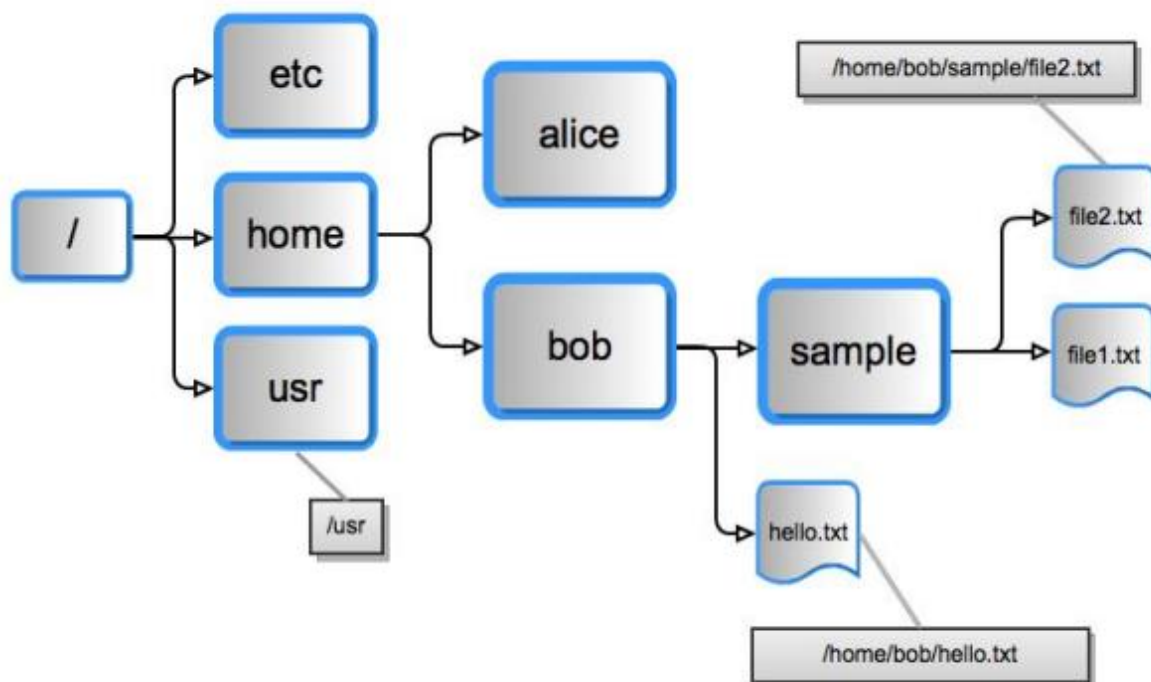 etc
/home/bob/sample/file2.txt
alice
file2.txt
/
home
bob
sample
file1.txt
usr
/usr
hello.txt
/home/bob/hello.txt